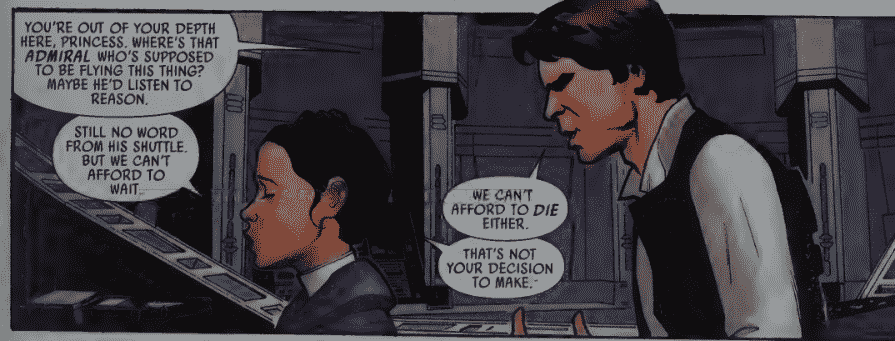 YOU'RE OUT OF YOUR DEPTH
HERE, PRINCESS. WHERE'S THAT
ADMIRAL WHO'S SUPPOSED
TO BE FLYING THIS THING?
MAYBE HE'D LISTEN TO
REASON.
STILL NO WORD
FROM HIS SHUTTLE.
BUT WE CAN'T
AFFORD TO
WAIT--
WE CAN'T
AFFORD TO DIE
EITHER.
THAT'S NOT
YOUR DECISION
TO MAKE.-